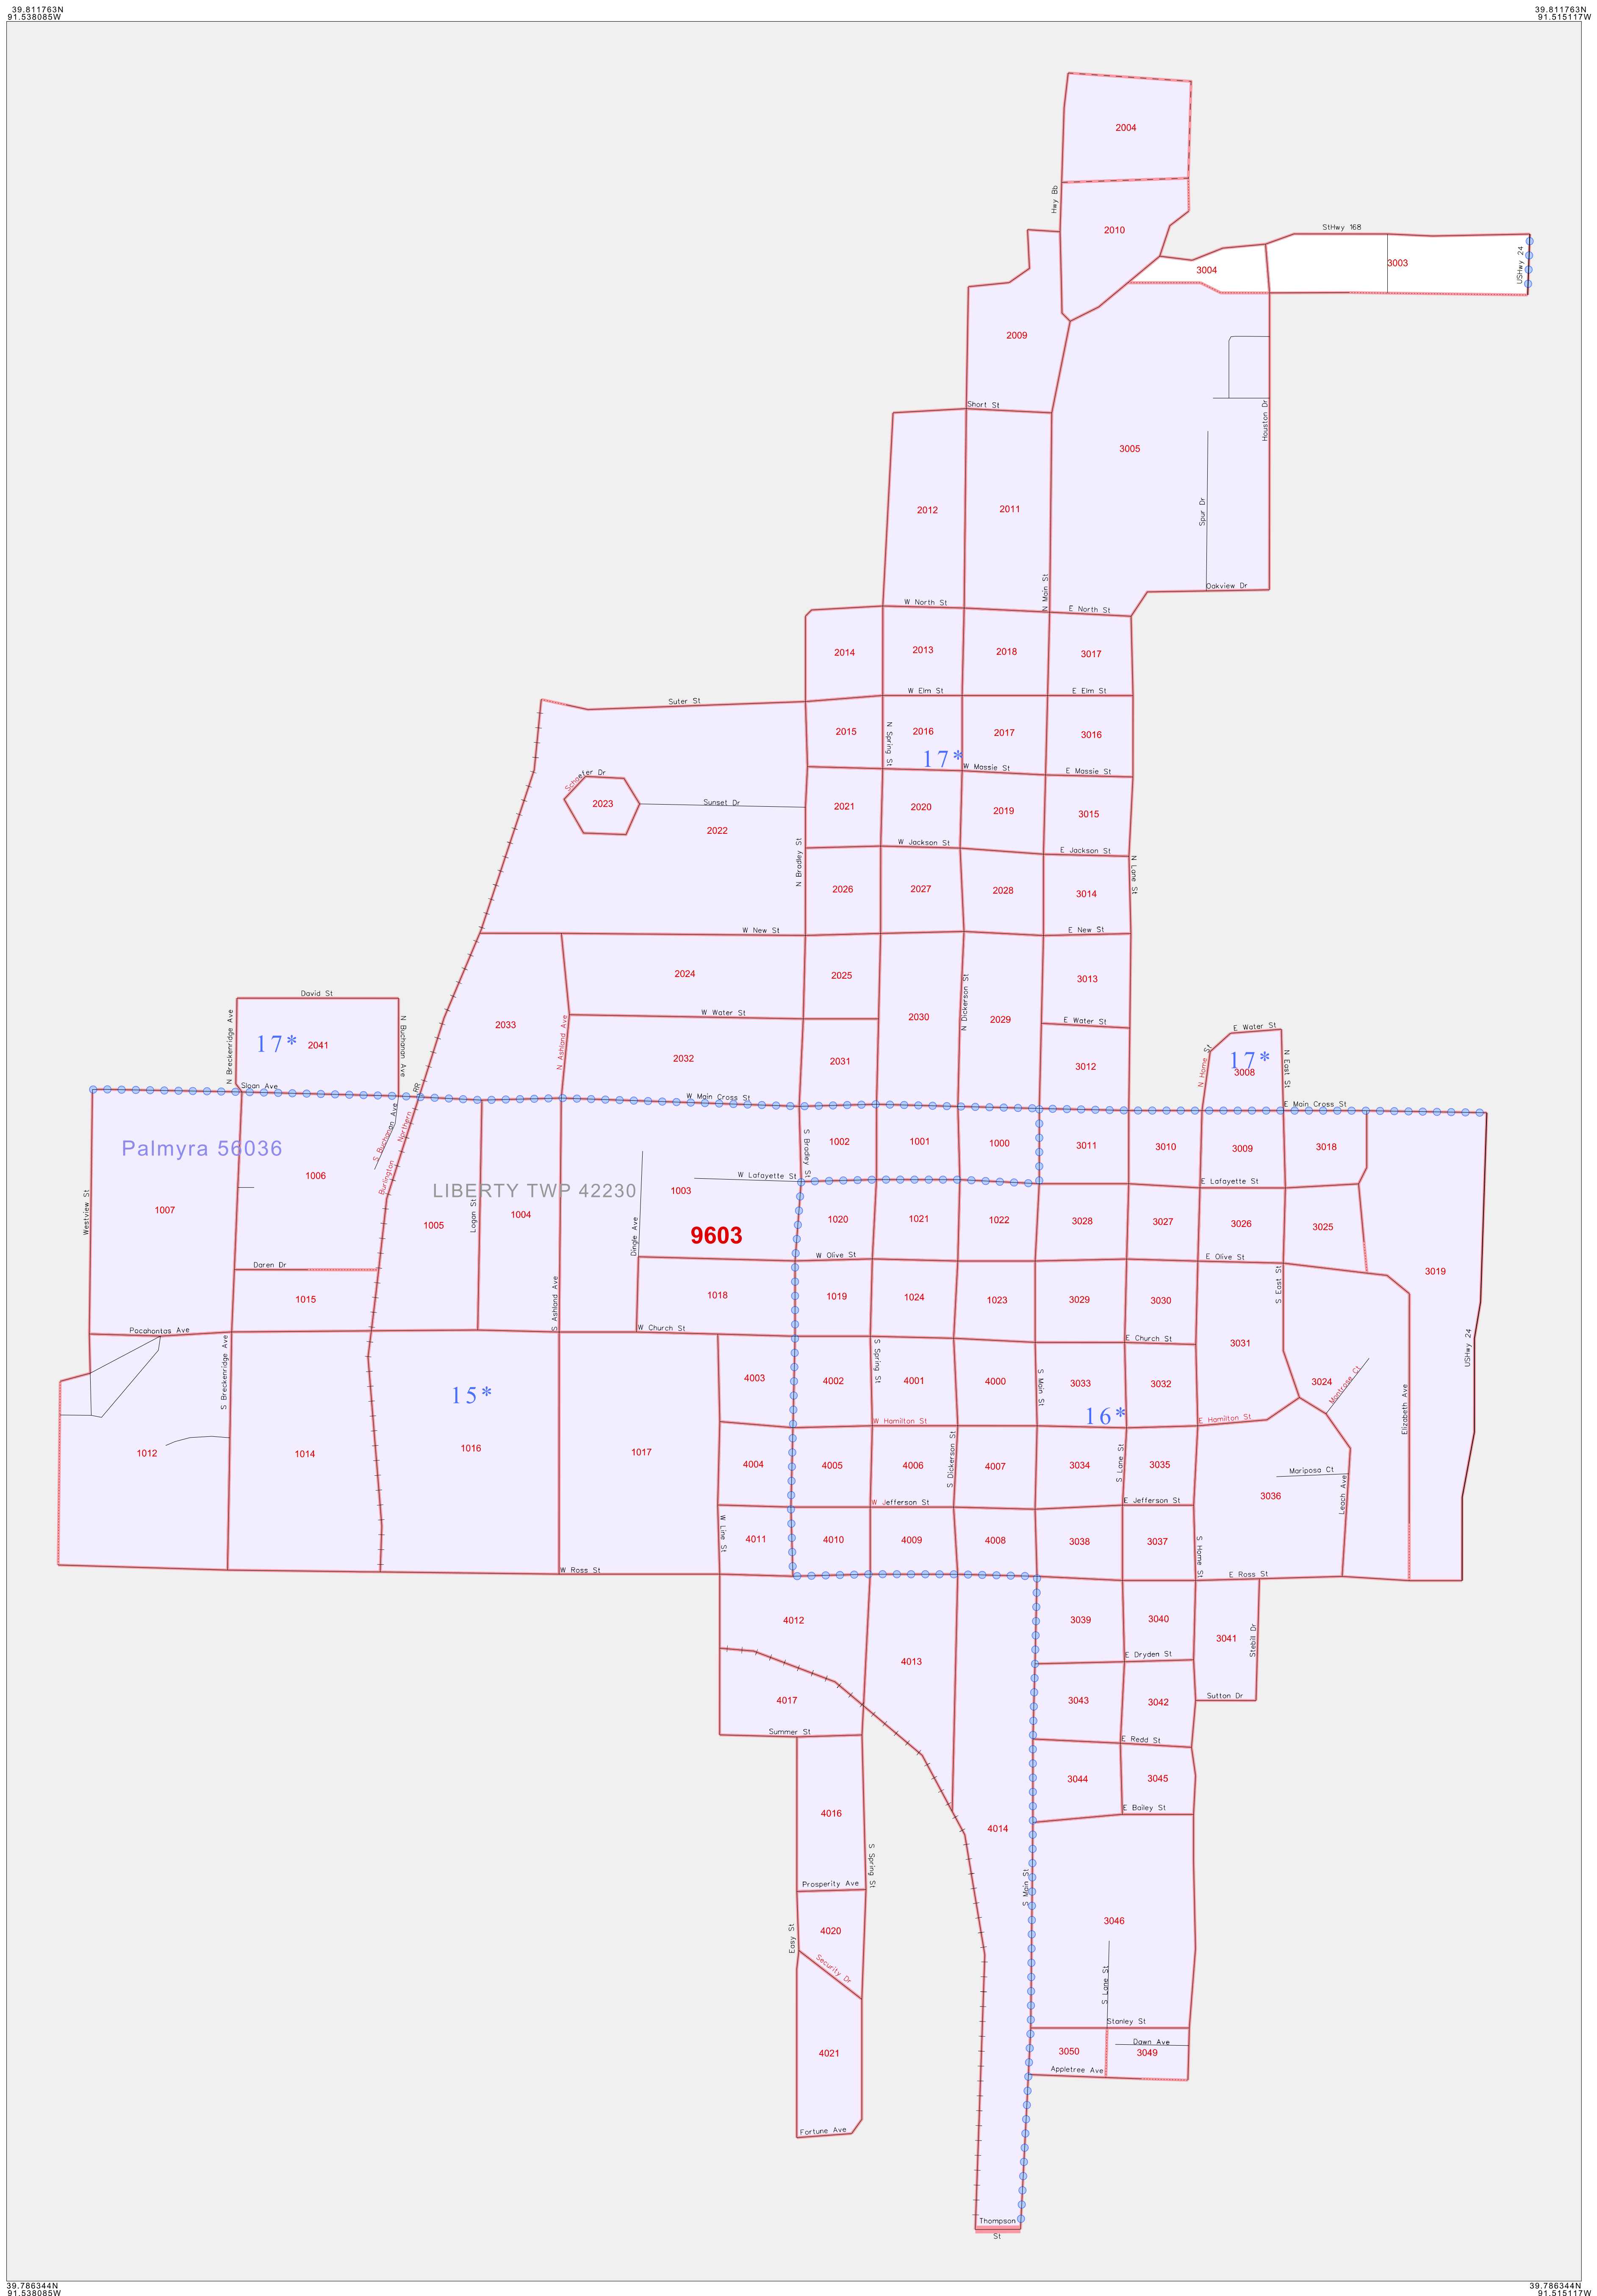 39.811763N
91.538085W
39.811763N
91.515117W
2004
Hwy Bb
2010
StHwy 168
3004
3003
USHwy 24
2009
Short St
Houston Dr
3005
2012
2011
Spur Dr
N Main St
Oakview Dr
W North St
E North St
2014
2013
2018
3017
Suter St
W Elm St
E Elm St
2015
N Spring St
2016
2017
3016
17*
W Massie St
E Massie St
Schaefer Dr
2023
Sunset Dr
2021
2020
2019
3015
2022
N Bradley St
W Jackson St
E Jackson St
N Lane St
2026
2027
2028
3014
W New St
E New St
2024
2025
N Dickerson St
3013
David St
N Breckenridge Ave
N Buchanan Ave
2033
N Ashland Ave
W Water St
2030
2029
E Water St
17*
2041
2032
2031
3012
E Water St
N Home St
17*
3008
N East St
Sloan Ave
RR
W Main Cross St
E Main Cross St
Palmyra 56036
S Buchanan Ave
Burlington Northern
S Bradley St
1002
1001
1000
3011
3010
3009
3018
1006
W Lafayette St
E Lafayette St
LIBERTY TWP 42230
1003
Westview St
1007
1005
Logan St
1004
Dingle Ave
9603
1020
1021
1022
3028
3027
3026
3025
W Olive St
E Olive St
Daren Dr
3019
S East St
1015
S Ashland Ave
1018
1019
1024
1023
3029
3030
Pocahontas Ave
W Church St
E Church St
3031
USHwy 24
S Breckenridge Ave
S Spring St
S Main St
4003
4002
4001
4000
3033
3032
3024
Montrose Ct
15*
16*
Elizabeth Ave
W Hamilton St
E Hamilton St
1012
1014
1016
1017
4004
4005
4006
S Dickerson St
4007
3034
S Lane St
3035
Mariposa Ct
3036
Leach Ave
W Jefferson St
E Jefferson St
W Line St
4011
4010
4009
4008
3038
3037
S Home St
W Ross St
E Ross St
4012
3039
3040
3041
Stebil Dr
4013
E Dryden St
4017
3043
3042
Sutton Dr
Summer St
E Redd St
3044
3045
4016
E Bailey St
4014
S Spring St
S Main St
Prosperity Ave
4020
Easy St
3046
Security Dr
S Lane St
Stanley St
Dawn Ave
4021
3050
3049
Appletree Ave
Fortune Ave
Thompson
St
39.786344N
91.538085W
39.786344N
91.515117W